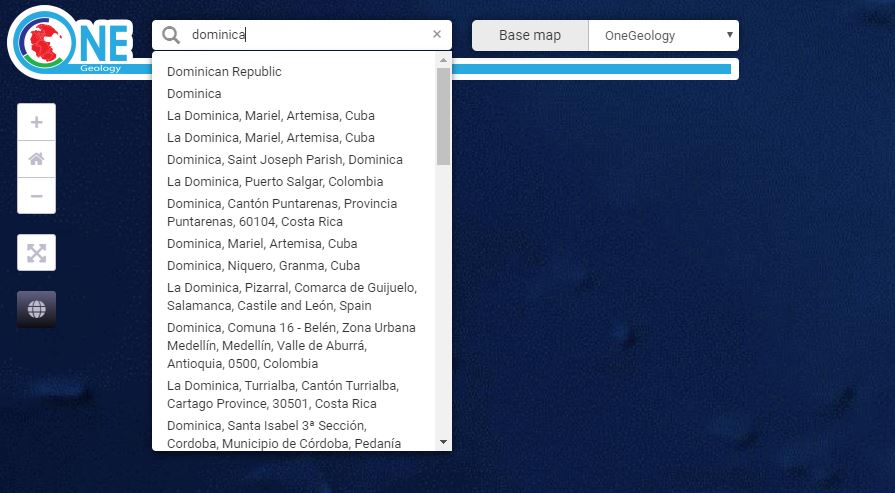 ONE
Geology
dominica
×
Base map
OneGeology
Dominican Republic
Dominica
La Dominica, Mariel, Artemisa, Cuba
La Dominica, Mariel, Artemisa, Cuba
Dominica, Saint Joseph Parish, Dominica
La Dominica, Puerto Salgar, Colombia
Dominica, Cantón Puntarenas, Provincia
Puntarenas, 60104, Costa Rica
Dominica, Mariel, Artemisa, Cuba
Dominica, Niquero, Granma, Cuba
La Dominica, Pizarral, Comarca de Guijuelo,
Salamanca, Castile and León, Spain
Dominica, Comuna 16 - Belén, Zona Urbana
Medellín, Medellín, Valle de Aburrá,
Antioquia, 0500, Colombia
La Dominica, Turrialba, Cantón Turrialba,
Cartago Province, 30501, Costa Rica
Dominica, Santa Isabel 3ª Sección,
Cordoba, Municipio de Córdoba, Pedanía